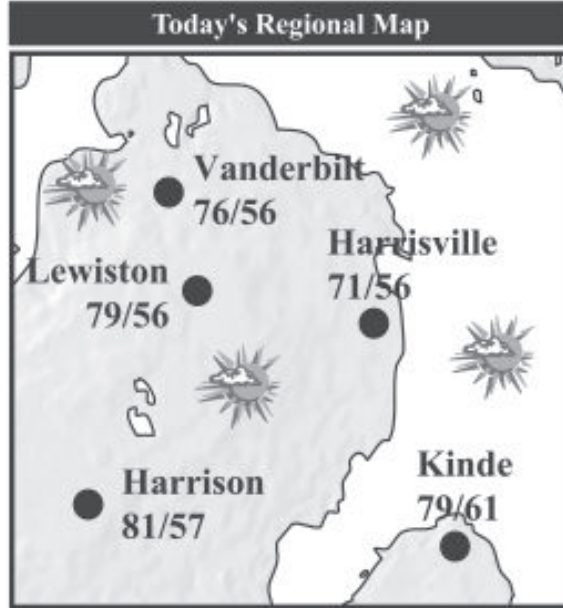 Today's Regional Map
Vanderbilt
76/56
Harrisville
71/56
Lewiston
79/56
Kinde
79/61
Harrison
81/57